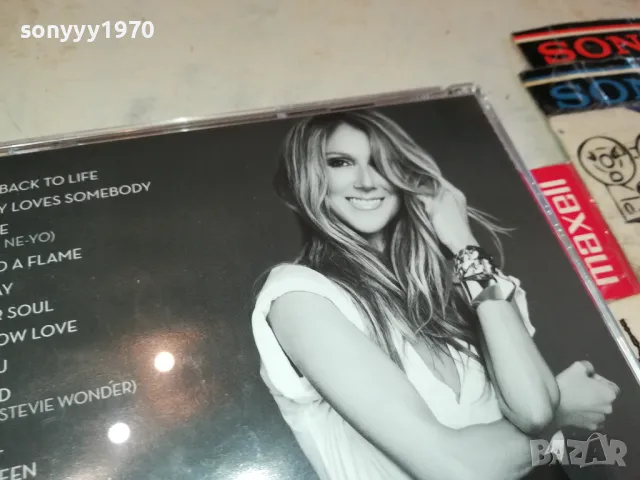 sonyyy1970
SON
SON
BACK TO LIFE
Y LOVES SOMEBODY
E
NE-YO)
D A FLAME
AY
R SOUL
OW LOVE
U
D
STEVIE WONDER)
EEN
maxell
BAZAR